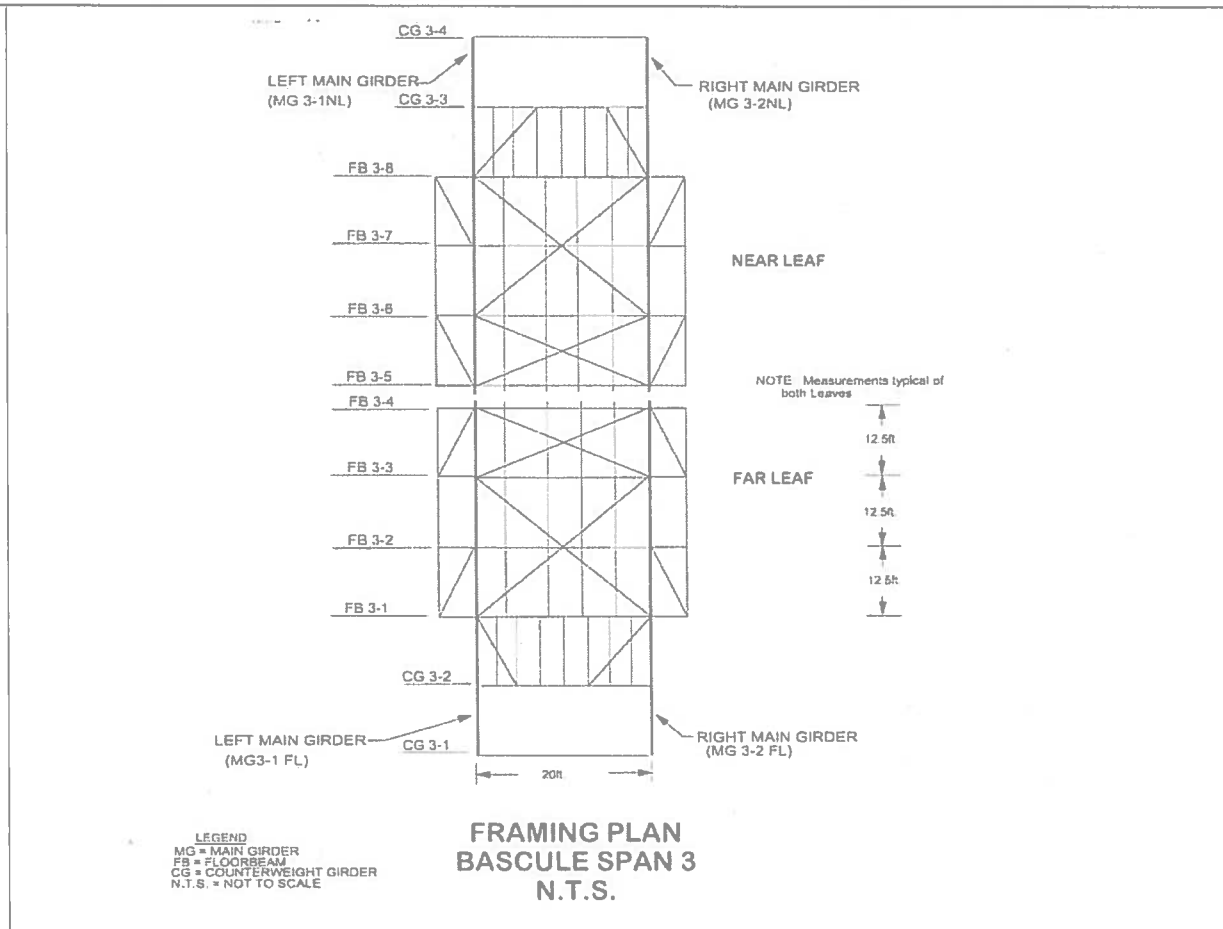 CG 3-4
LEFT MAIN GIRDER
(MG 3-1NL)
RIGHT MAIN GIRDER
(MG 3-2NL)
CG 3-3
FB 3-8
FB 3-7
NEAR LEAF
FB 3-6
FB 3-5
NOTE Measurements typical of
both Leaves
FB 3-4
12.5ft
FB 3-3
FAR LEAF
12.5ft
FB 3-2
12.5ft
FB 3-1
CG 3-2
LEFT MAIN GIRDER
(MG3-1 FL)
CG 3-1
RIGHT MAIN GIRDER
(MG 3-2 FL)
20ft
LEGEND
MG = MAIN GIRDER
FB = FLOORBEAM
CG = COUNTERWEIGHT GIRDER
N.T.S. = NOT TO SCALE
FRAMING PLAN
BASCULE SPAN 3
N.T.S.